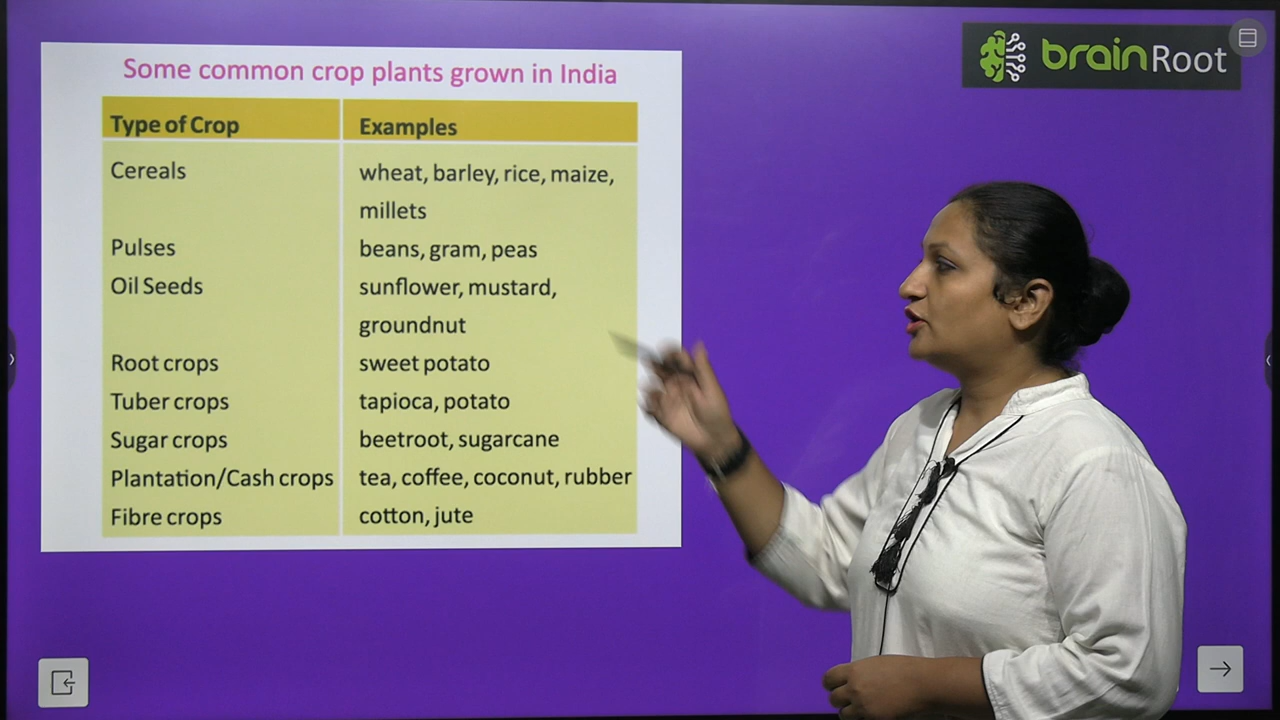 Some common crop plants grown in India
Type of Crop Examples
Cereals wheat, barley, rice, maize,
millets
Pulses beans, gram, peas
Oil Seeds sunflower, mustard,
groundnut
Root crops sweet potato
Tuber crops tapioca, potato
Sugar crops beetroot, sugarcane
Plantation/Cash crops tea, coffee, coconut, rubber
Fibre crops cotton, jute
brainRoot